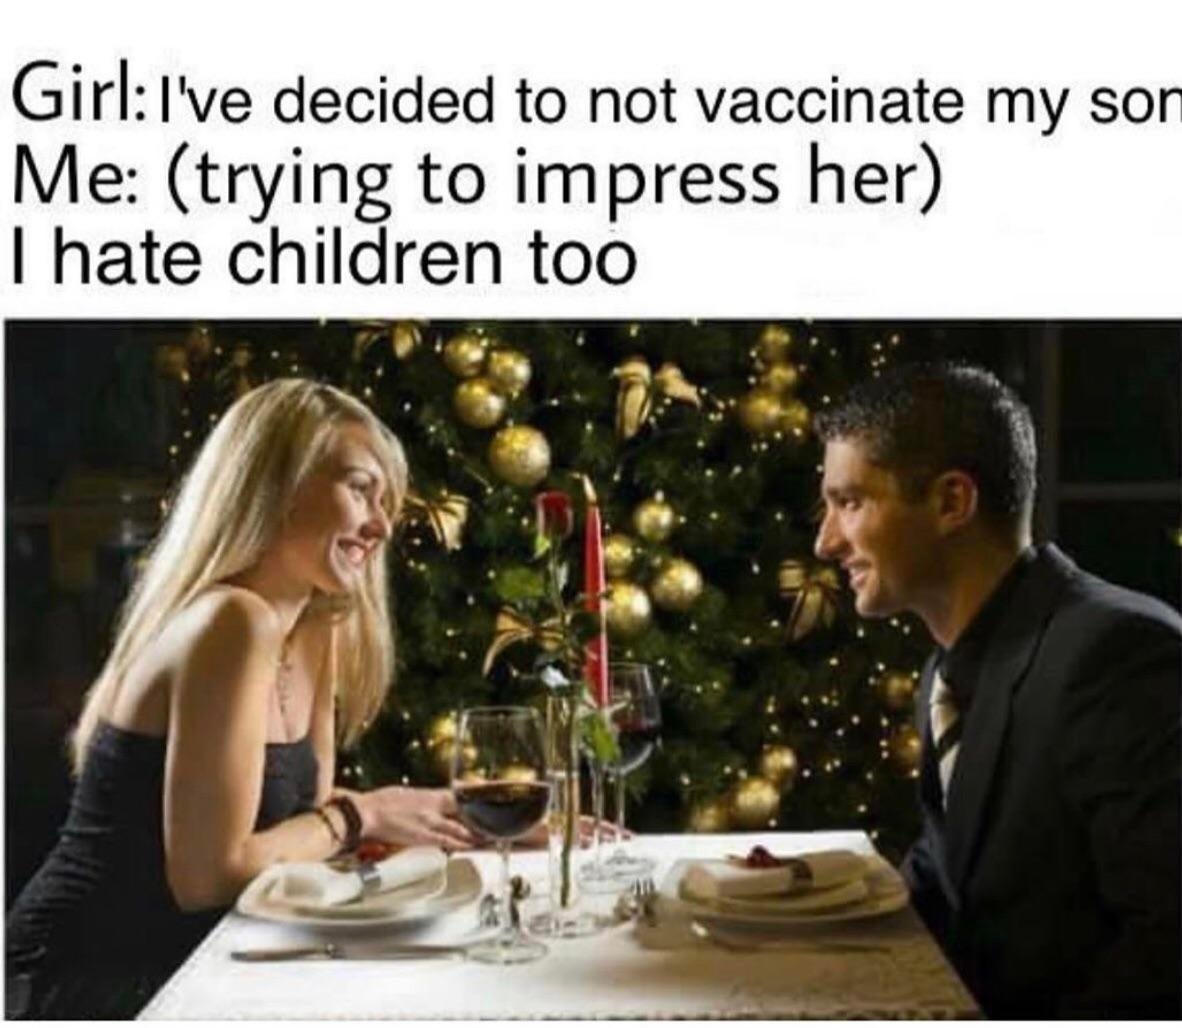 Girl: I've decided to not vaccinate my son
Me: (trying to impress her)
I hate children too